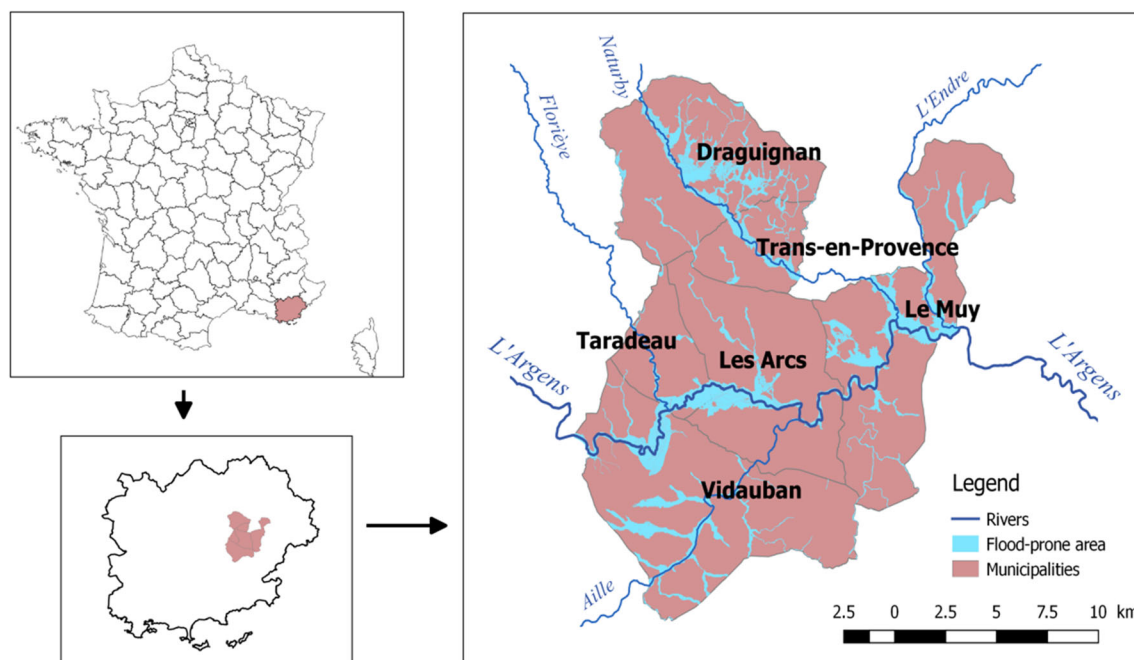 Naturby
Florièye
L'Endre
Draguignan
Trans-en-Provence
Le Muy
Taradeau
Les Arcs
L'Argens
L'Argens
Vidauban
Aille
Legend
Rivers
Flood-prone area
Municipalities
2.5 0 2.5 5 7.5 10 km